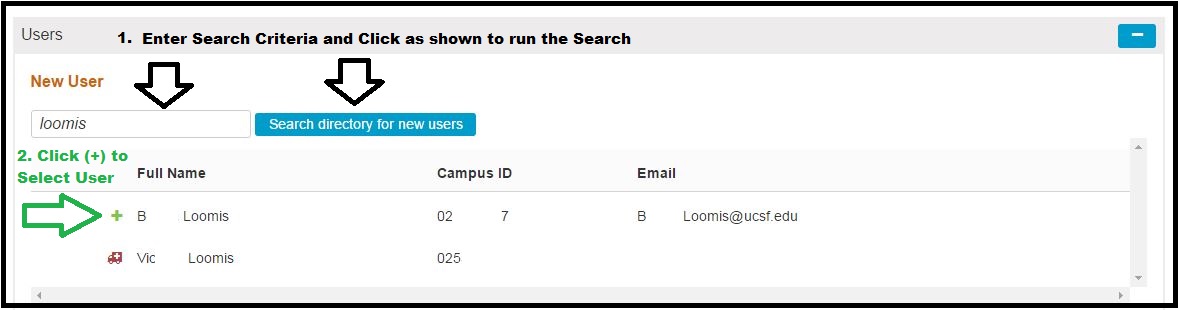 Users
1. Enter Search Criteria and Click as shown to run the Search
New User
loomis
Search directory for new users
2. Click (+) to
Select User
Full Name Campus ID Email
B Loomis 02 7 B Loomis@ucsf.edu
Vic Loomis 025